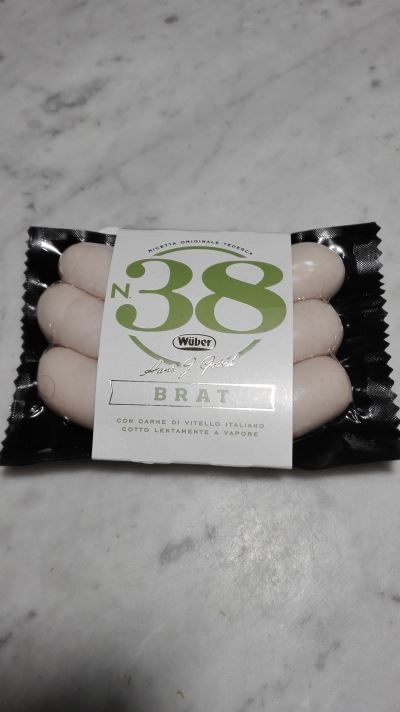 RICETTA ORIGINALE TEDESCA
N. 38
Wüber
BRAT
CON CARNE DI VITELLO ITALIANO
COTTO LENTAMENTE A VAPORE